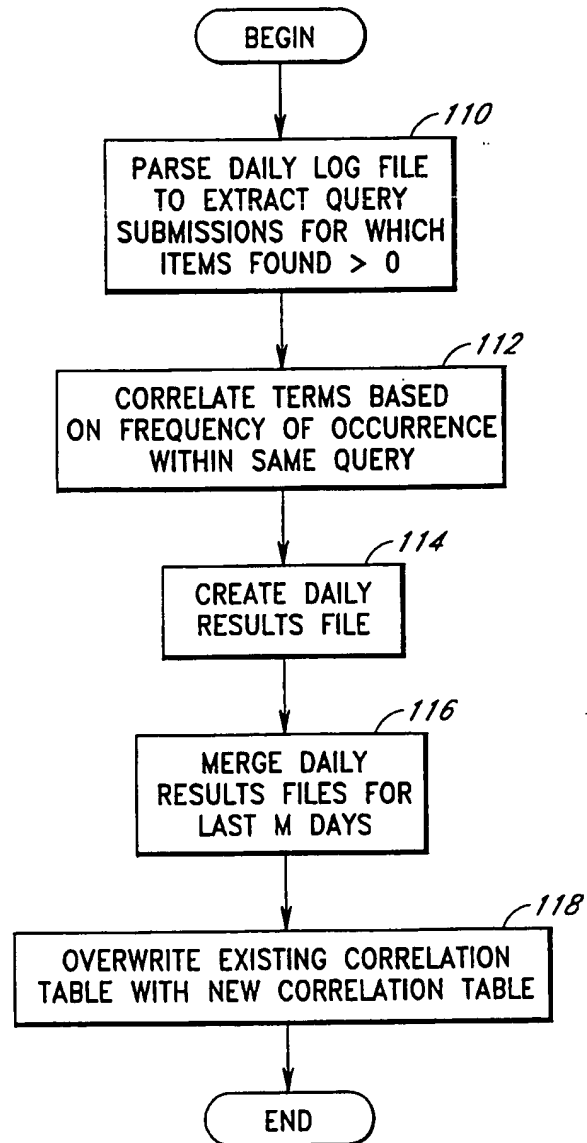 BEGIN
110
PARSE DAILY LOG FILE
TO EXTRACT QUERY
SUBMISSIONS FOR WHICH
ITEMS FOUND > 0
112
CORRELATE TERMS BASED
ON FREQUENCY OF OCCURRENCE
WITHIN SAME QUERY
114
CREATE DAILY
RESULTS FILE
116
MERGE DAILY
RESULTS FILES FOR
LAST M DAYS
118
OVERWRITE EXISTING CORRELATION
TABLE WITH NEW CORRELATION TABLE
END